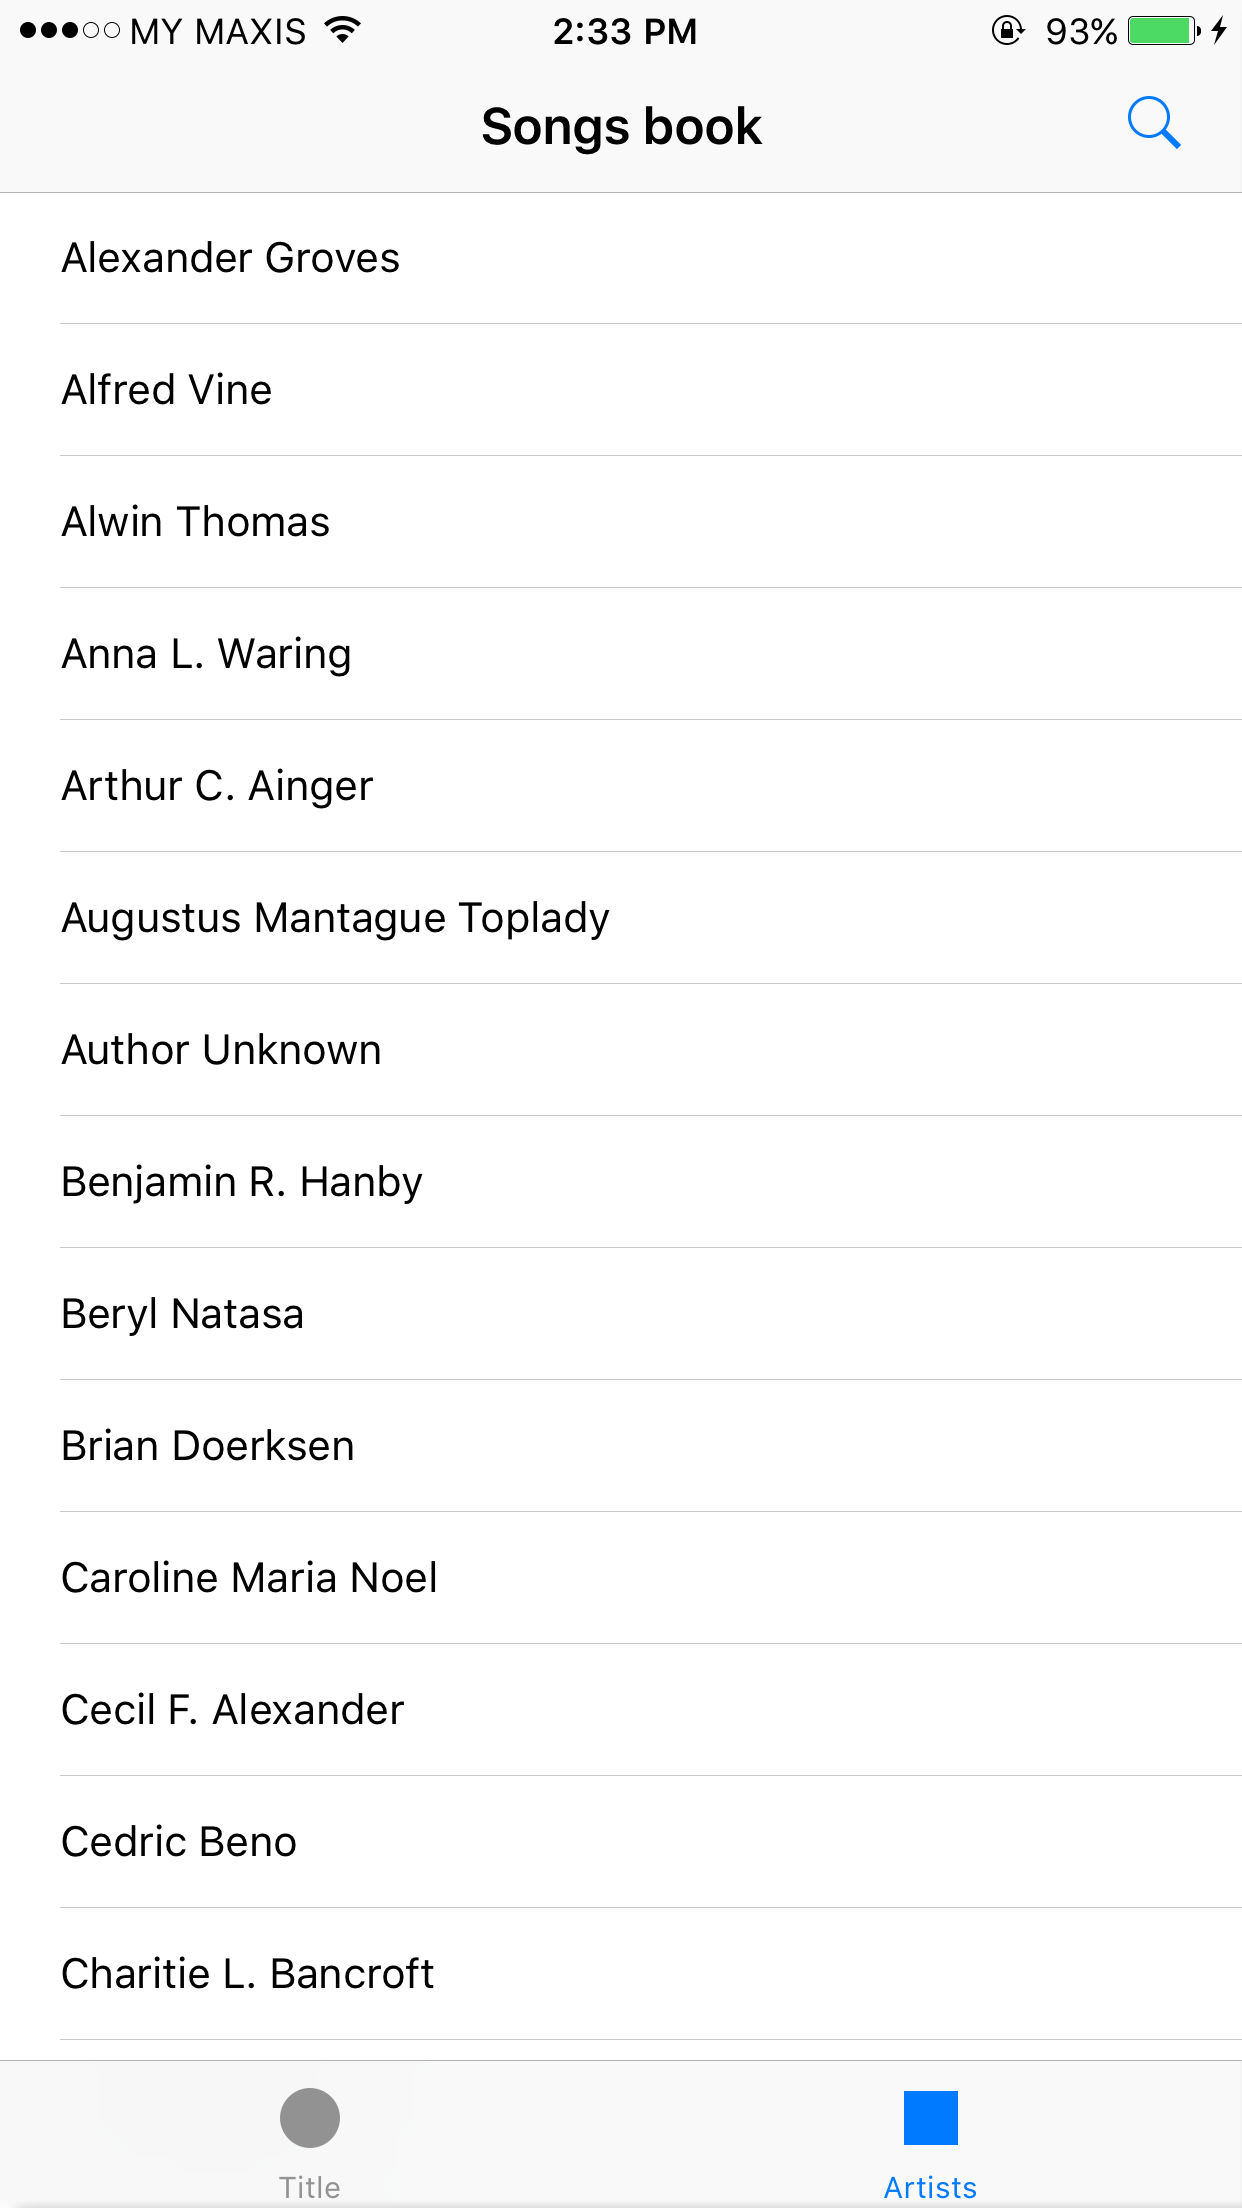 MY MAXIS 2:33 PM 93%
Songs book
Alexander Groves
Alfred Vine
Alwin Thomas
Anna L. Waring
Arthur C. Ainger
Augustus Mantague Toplady
Author Unknown
Benjamin R. Hanby
Beryl Natasa
Brian Doerksen
Caroline Maria Noel
Cecil F. Alexander
Cedric Beno
Charitie L. Bancroft
Title Artists